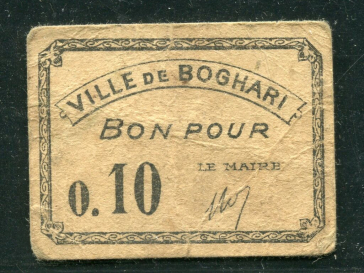 VILLE DE BOGHARI
BON POUR
LE MAIRE
0.10